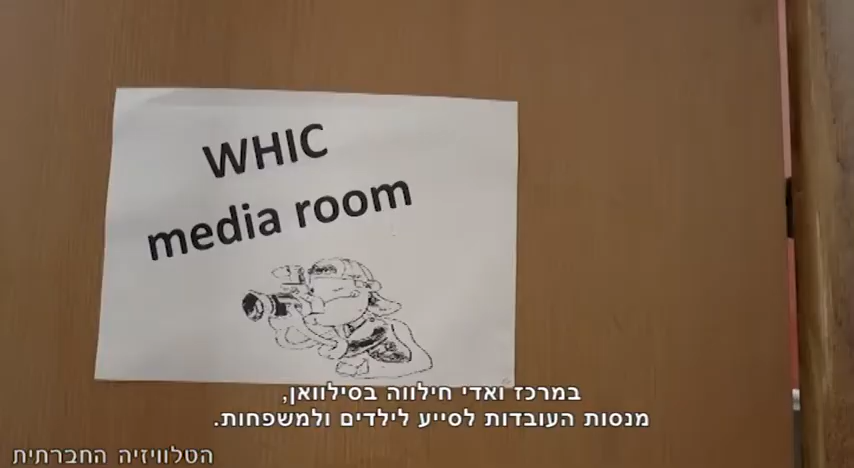 WHIC
media room
במרכז ואדי חילווה בסילוואן,
מנסות העובדות לסייע לילדים ולמשפחות.
הטלוויזיה החברתית